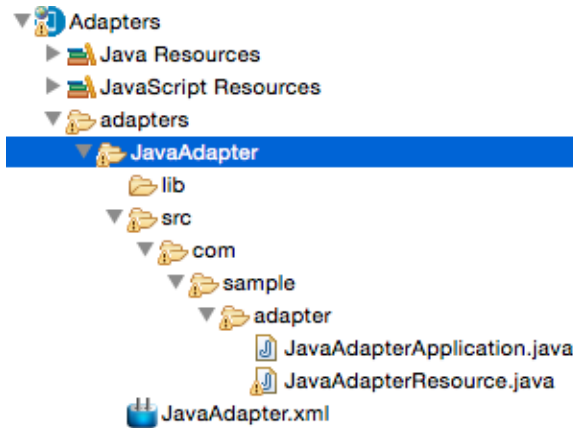 Adapters
Java Resources
JavaScript Resources
adapters
JavaAdapter
lib
src
com
sample
adapter
JavaAdapterApplication.java
JavaAdapterResource.java
JavaAdapter.xml